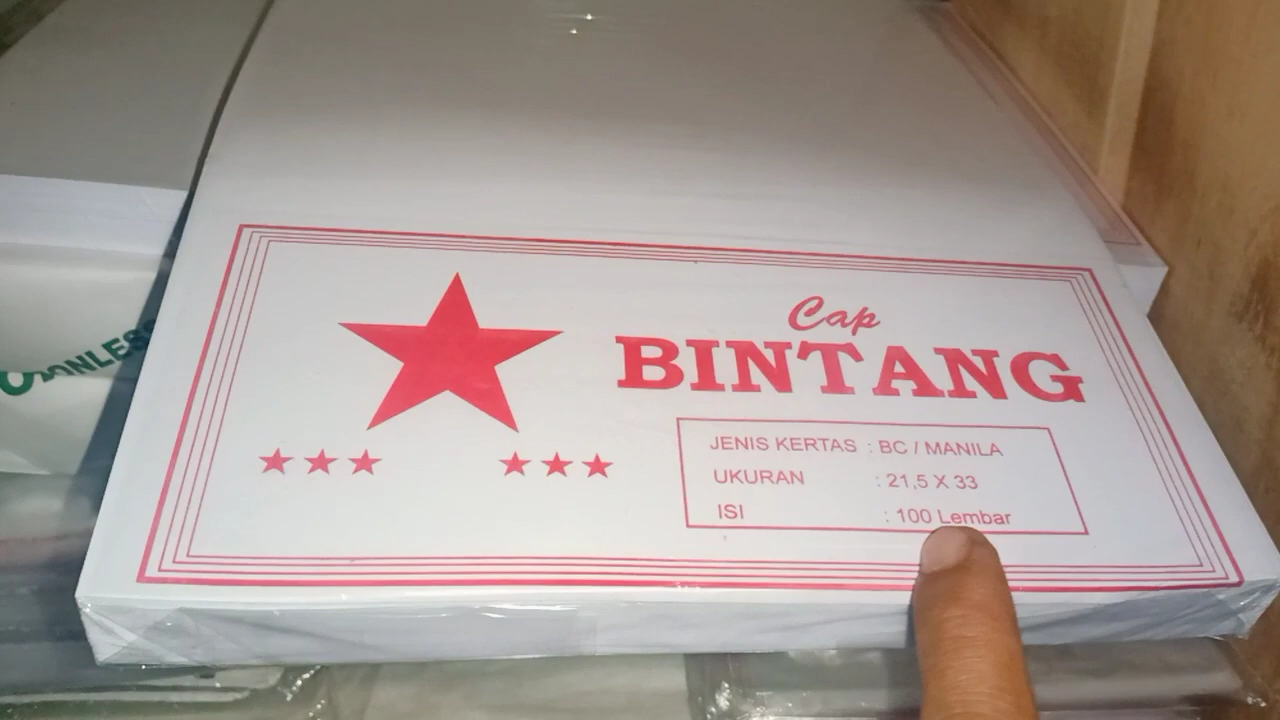 Cap
BINTANG
JENIS KERTAS : BC / MANILA
UKURAN : 21,5 X 33
ISI : 100 Lembar